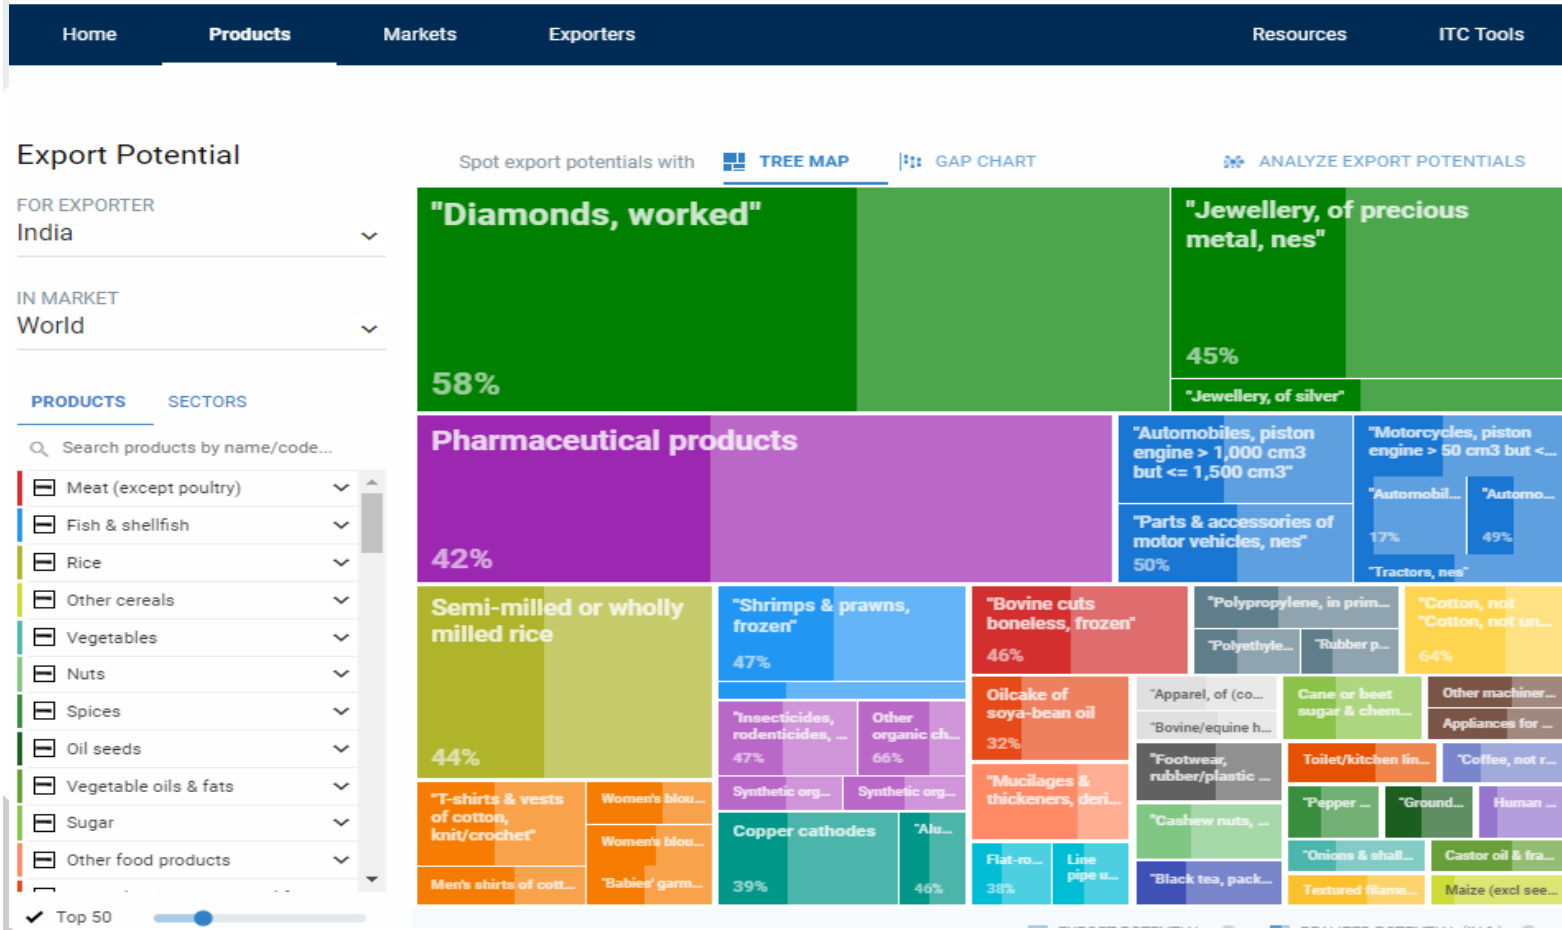 Home Products Markets Exporters Resources ITC Tools
Export Potential
Spot export potentials with TREE MAP GAP CHART ANALYZE EXPORT POTENTIALS
FOR EXPORTER
India
IN MARKET
World
PRODUCTS SECTORS
Search products by name/code...
Meat (except poultry)
Fish & shellfish
Rice
Other cereals
Vegetables
Nuts
Spices
Oil seeds
Vegetable oils & fats
Sugar
Other food products
Top 50
"Diamonds, worked"
58%
"Jewellery, of precious
metal, nes"
45%
"Jewellery, of silver"
Pharmaceutical products
42%
"Automobiles, piston
engine > 1,000 cm3
but <= 1,500 cm3"
"Parts & accessories of
motor vehicles, nes"
50%
"Motorcycles, piston
engine > 50 cm3 but <...
"Automobil...
17%
"Automo...
49%
"Tractors, nes"
Semi-milled or wholly
milled rice
44%
"Shrimps & prawns,
frozen"
47%
"Insecticides,
rodenticides, ...
47%
Other
organic ch...
66%
Synthetic org...
Synthetic org...
Copper cathodes
39%
"Alu...
46%
"T-shirts & vests
of cotton,
knit/crochet"
Women's blou...
Women's blou...
Men's shirts of cott...
"Babies' garm...
"Bovine cuts
boneless, frozen"
46%
Oilcake of
soya-bean oil
32%
"Mucilages &
thickeners, deri...
Flat-ro...
38%
Line
pipe u...
"Polypropylene, in prim...
"Polyethyle...
"Rubber p...
"Cotton, not
"Cotton, not un...
64%
"Apparel, of (co...
"Bovine/equine h...
Cane or beet
sugar & chem...
Other machiner...
Appliances for ...
"Footwear,
rubber/plastic ...
Toilet/kitchen lin...
"Coffee, not r...
"Pepper ...
"Ground...
Human ...
"Cashew nuts, ...
"Onions & shall...
Castor oil & fra...
"Black tea, pack...
Textured filame...
Maize (excl see...